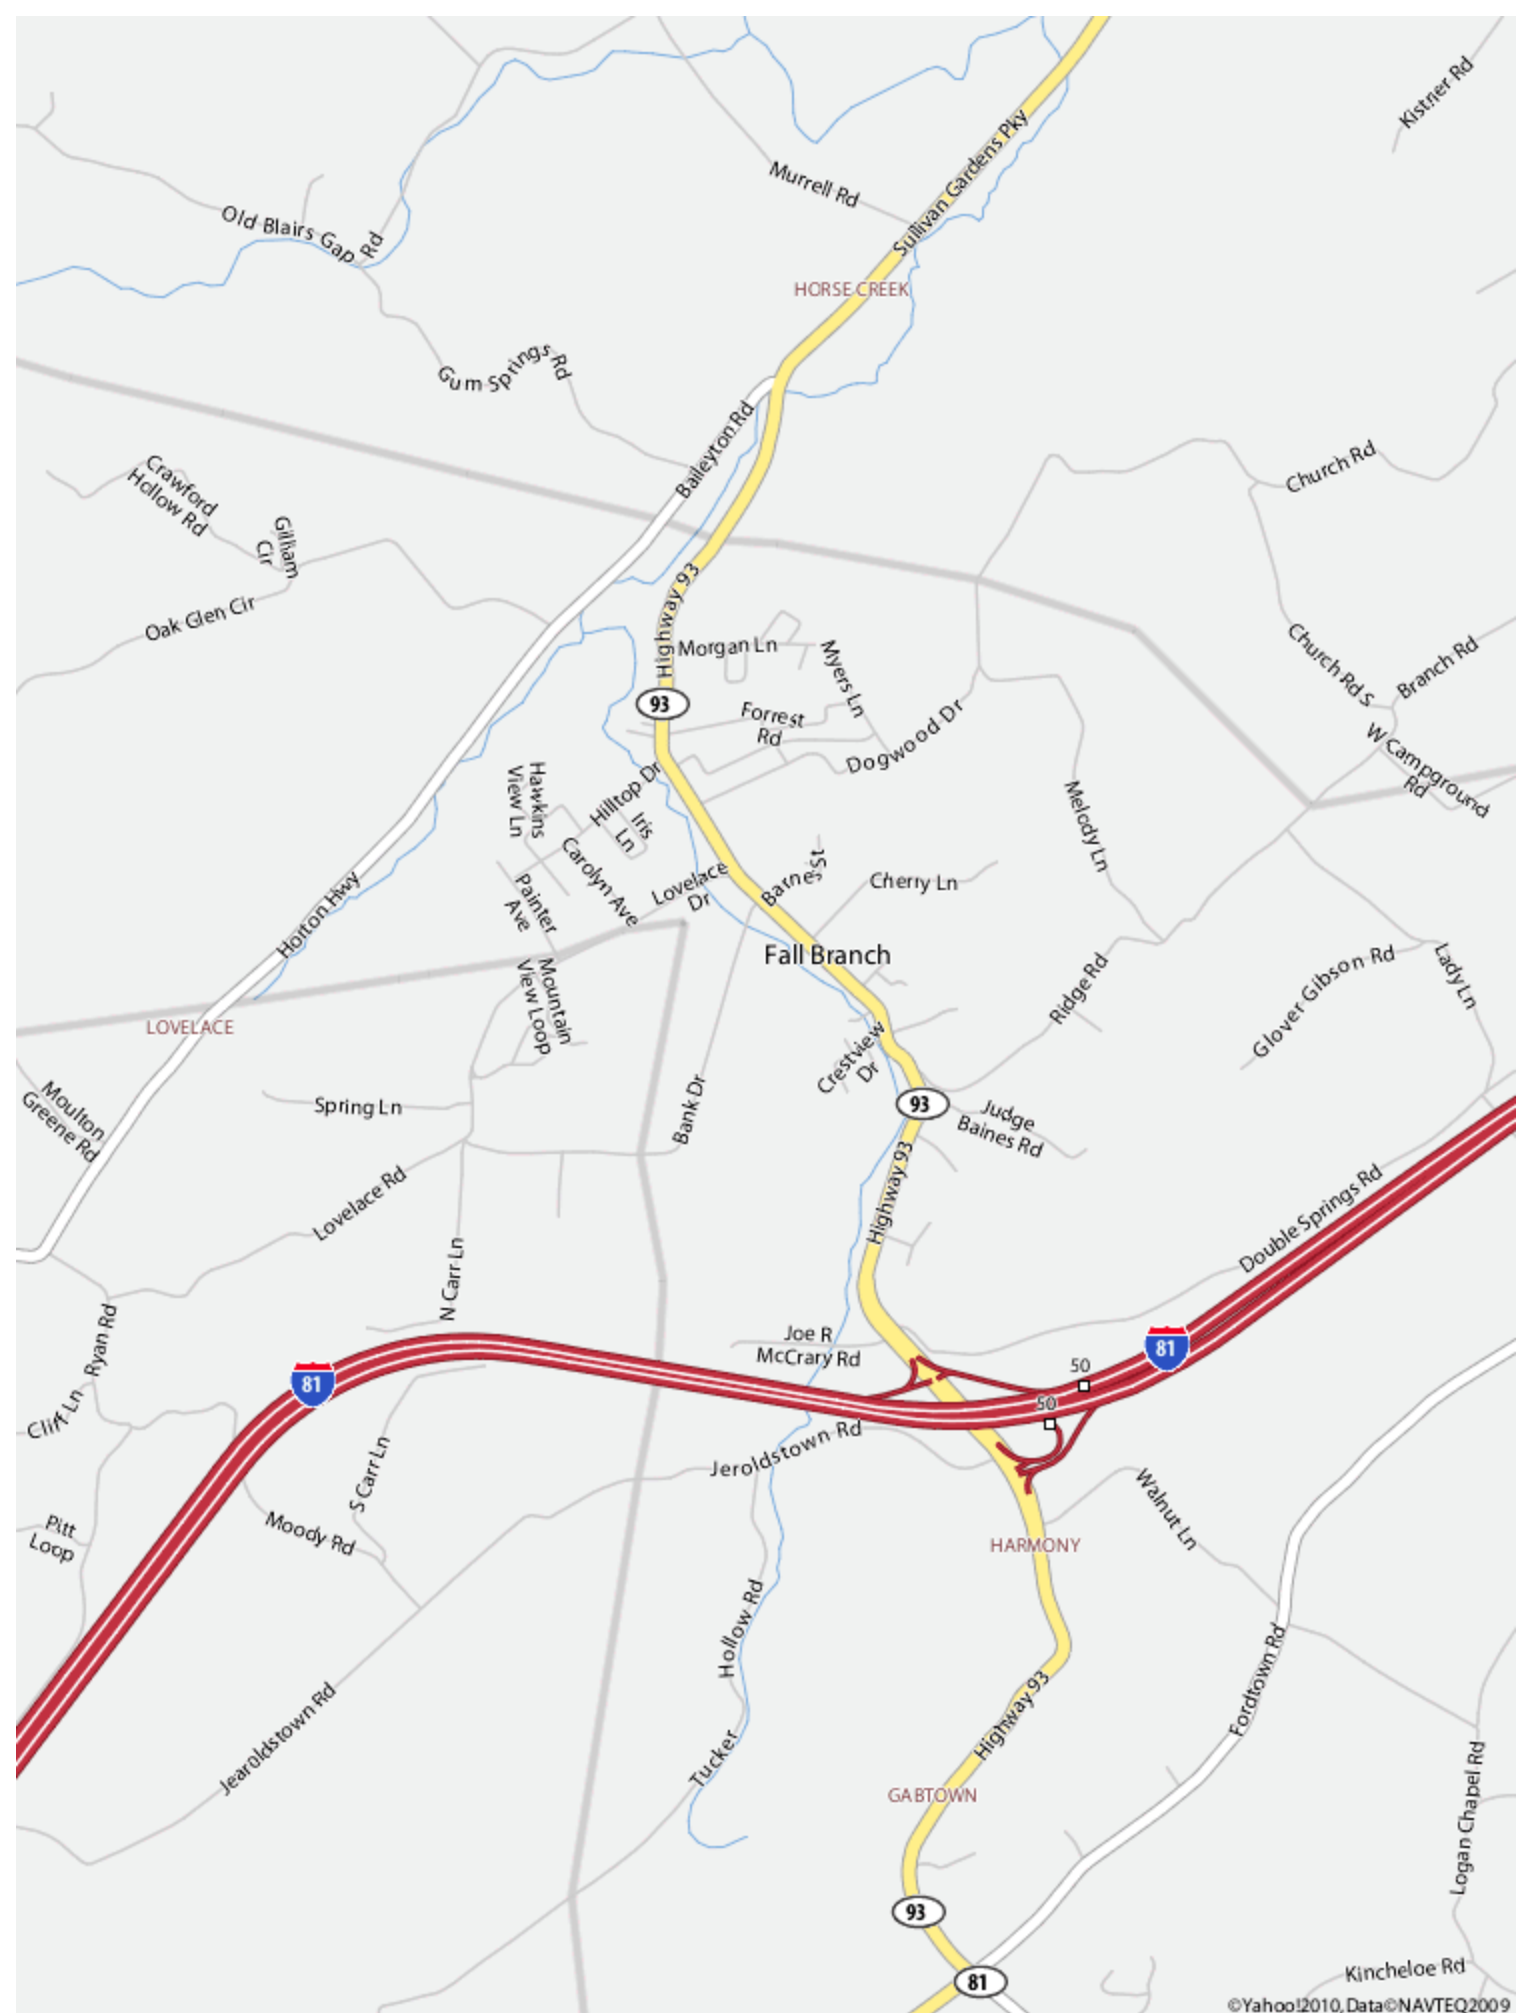 Kistner Rd
Sullivan Gardens Pky
Murrell Rd
Old Blairs Gap
Rd
HORSE CREEK
Gum Springs Rd
Baileyton Rd
Church Rd
Crawford
Hollow Rd
Gilham
Cir
Oak Glen Cir
Highway 93
Morgan Ln
Myers Ln
Church Rd S
Branch Rd
93
Forrest
Rd
Dogwood Dr
W Campground
Rd
Hawkins
View Ln
Hilltop Dr
Iris
Ln
Melody Ln
Carolyn Ave
Lovelace
Dr
Barnes St
Cherry Ln
Painter
Ave
Horton Hwy
Fall Branch
Mountain
View Loop
Ridge Rd
Glover Gibson Rd
Lady Ln
LOVELACE
Crestview
Dr
Moulton
Greene Rd
Spring Ln
Bank Dr
93
Judge
Baines Rd
Lovelace Rd
Highway 93
Double Springs Rd
N Carr Ln
Ryan Rd
Joe R
McCrary Rd
81
50
81
50
Cliff Ln
Jeroldstown Rd
S Carr Ln
Walnut Ln
Pitt
Loop
Moody Rd
HARMONY
Hollow Rd
Fordtown Rd
Highway 93
Jearoldstown Rd
Tucker
GABTOWN
Logan Chapel Rd
93
81
Kincheloe Rd
©Yahoo!2010, Data©NAVTEQ2009